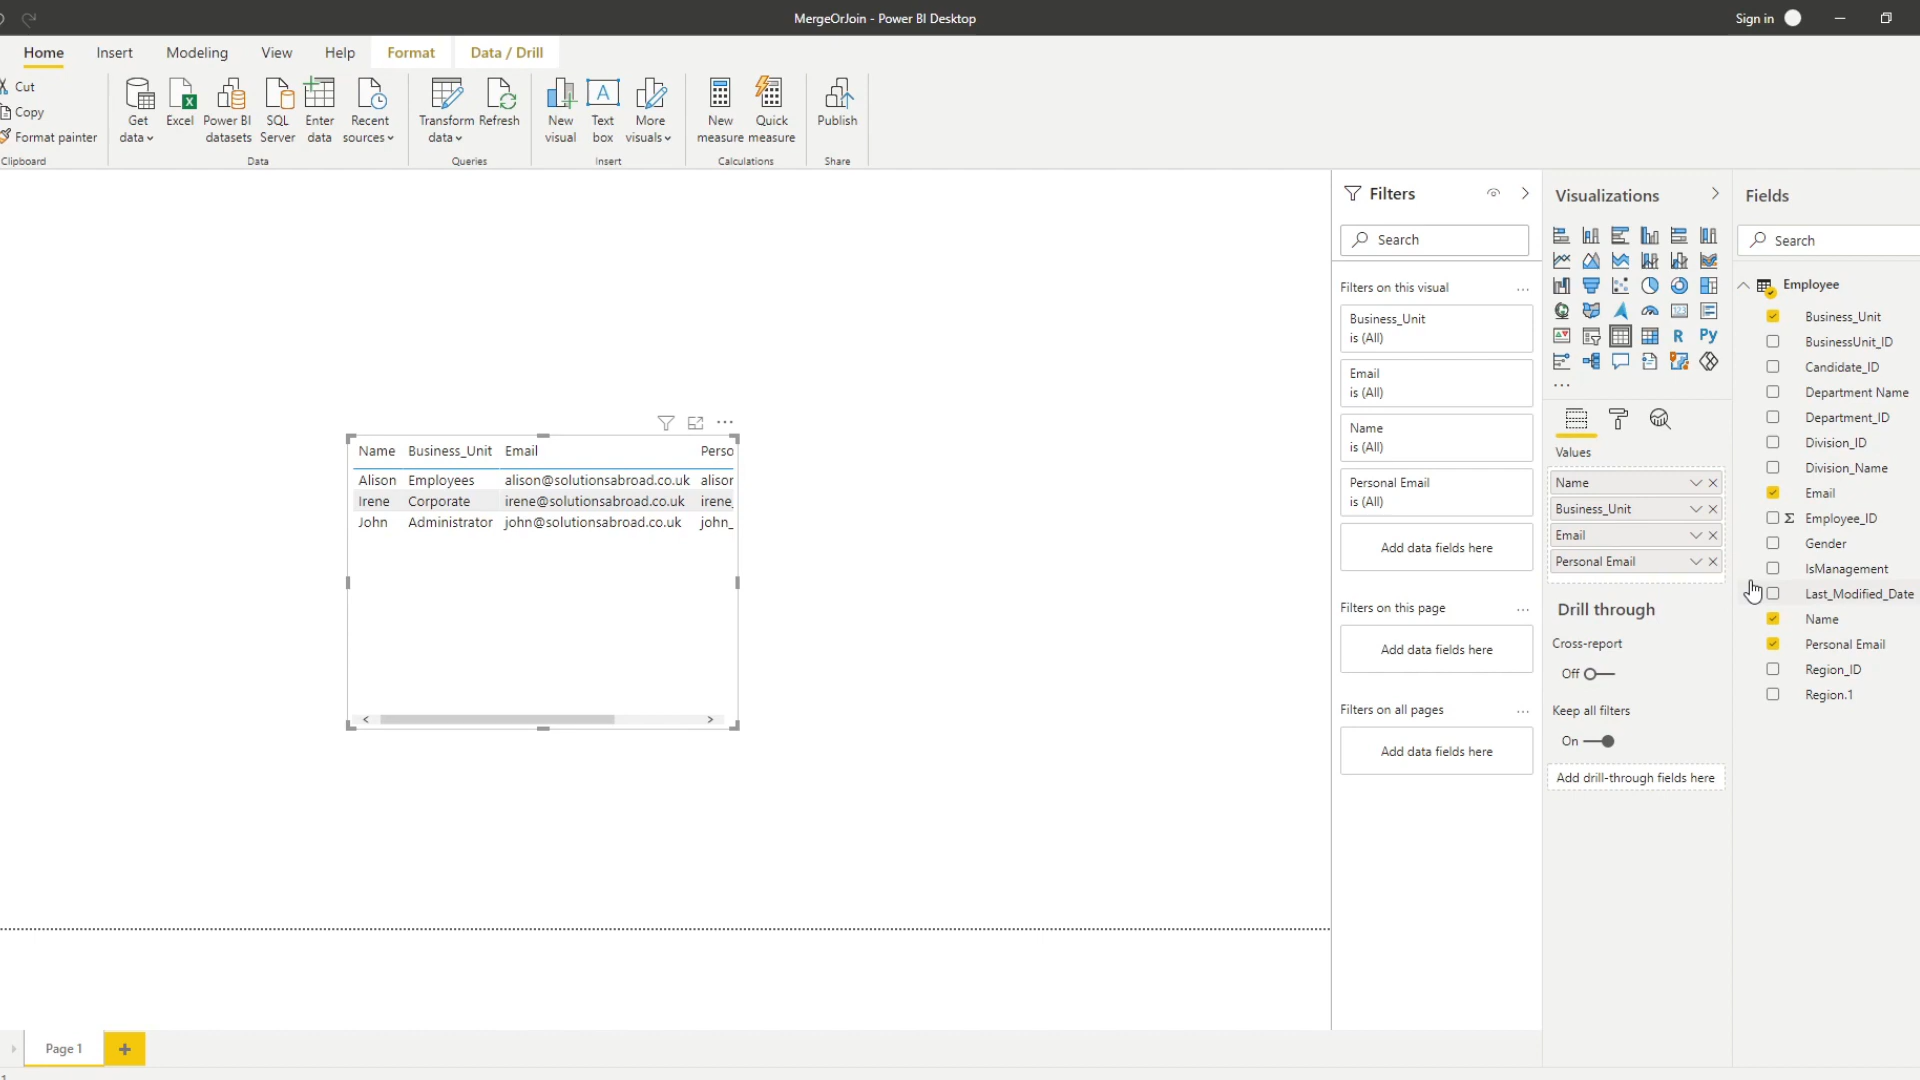 MergeOrJoin - Power BI Desktop
Sign in
Home
Insert
Modeling
View
Help
Format
Data / Drill
Cut
Copy
Format painter
Clipboard
Get data
Excel
Power BI datasets
SQL Server
Enter data
Recent sources
Data
Transform data
Refresh
Queries
New visual
Text box
More visuals
Insert
New measure
Quick measure
Calculations
Publish
Share
Name Business_Unit Email Perso
Alison Employees alison@solutionsabroad.co.uk alisor
Irene Corporate irene@solutionsabroad.co.uk irene_
John Administrator john@solutionsabroad.co.uk john_
Page 1
Filters
Search
Filters on this visual
Business_Unit
is (All)
Email
is (All)
Name
is (All)
Personal Email
is (All)
Add data fields here
Filters on this page
Add data fields here
Filters on all pages
Add data fields here
Visualizations
R
Py
Values
Name
Business_Unit
Email
Personal Email
Drill through
Cross-report
Off
Keep all filters
On
Add drill-through fields here
Fields
Search
Employee
Business_Unit
BusinessUnit_ID
Candidate_ID
Department Name
Department_ID
Division_ID
Division_Name
Email
Σ Employee_ID
Gender
IsManagement
Last_Modified_Date
Name
Personal Email
Region_ID
Region.1